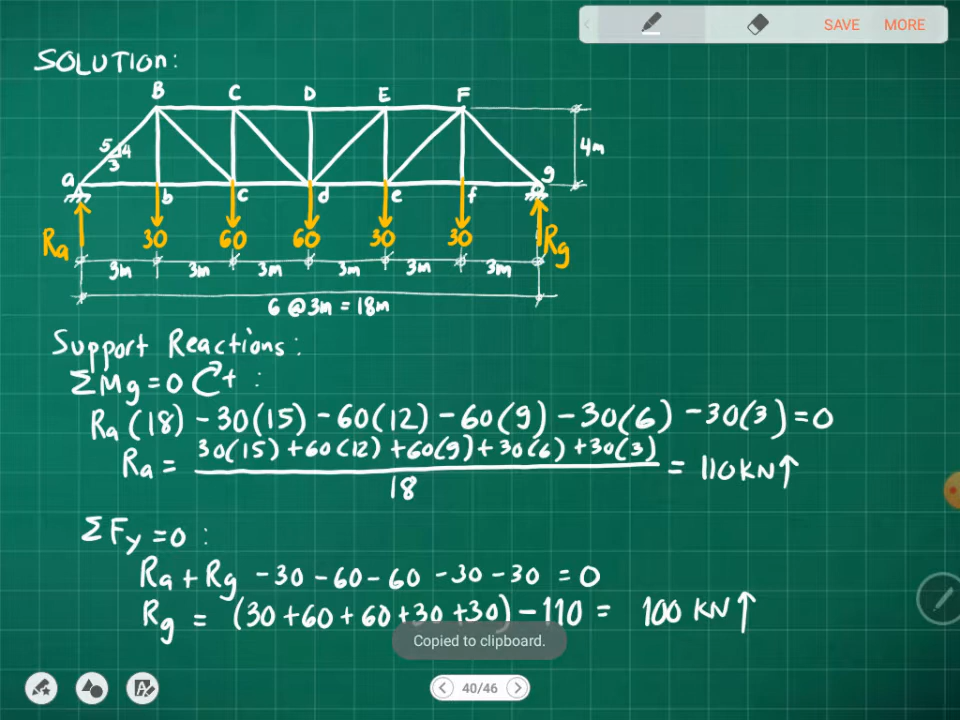 SAVE MORE
SOLUTION:
B C D E F
5 4
3
4m
a b c d e f g
Ra 30 60 60 30 30 Rg
3m 3m 3m 3m 3m 3m
6 @3m = 18m
Support Reactions:
ΣMg=0 +:
Ra(18) -30(15) -60(12) -60(9) -30(6) -30(3)=0
Ra = 30(15)+60(12)+60(9)+30(6)+30(3) = 110KN↑
18
ΣFy=0:
Ra + Rg -30 -60 -60 -30 -30 = 0
Rg = (30+60+60+30+30) -110 = 100 KN↑
Copied to clipboard.
40/46